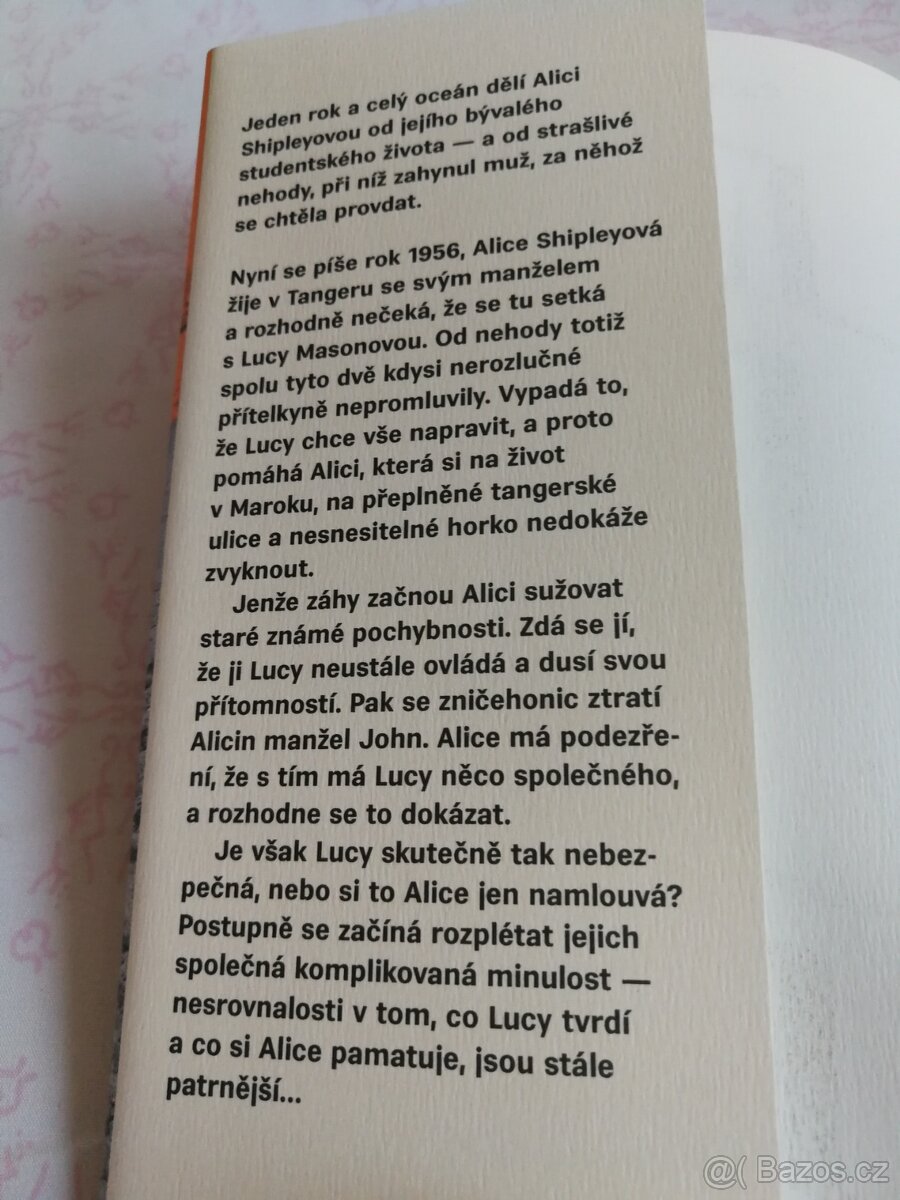 Jeden rok a celý oceán dělí Alici
Shipleyovou od jejího bývalého
studentského života — a od strašlivé
nehody, při níž zahynul muž, za něhož
se chtěla provdat.
Nyní se píše rok 1956, Alice Shipleyová
žije v Tangeru se svým manželem
a rozhodně nečeká, že se tu setká
s Lucy Masonovou. Od nehody totiž
spolu tyto dvě kdysi nerozlučné
přítelkyně nepromluvily. Vypadá to,
že Lucy chce vše napravit, a proto
pomáhá Alici, která si na život
v Maroku, na přeplněné tangerské
ulice a nesnesitelné horko nedokáže
zvyknout.
Jenže záhy začnou Alici sužovat
staré známé pochybnosti. Zdá se jí,
že ji Lucy neustále ovládá a dusí svou
přítomností. Pak se zničehonic ztratí
Alicin manžel John. Alice má podezře-
ní, že s tím má Lucy něco společného,
a rozhodne se to dokázat.
Je však Lucy skutečně tak nebez-
pečná, nebo si to Alice jen namlouvá?
Postupně se začíná rozplétat jejich
společná komplikovaná minulost —
nesrovnalosti v tom, co Lucy tvrdí
a co si Alice pamatuje, jsou stále
patrnější...
@( Bazos.cz